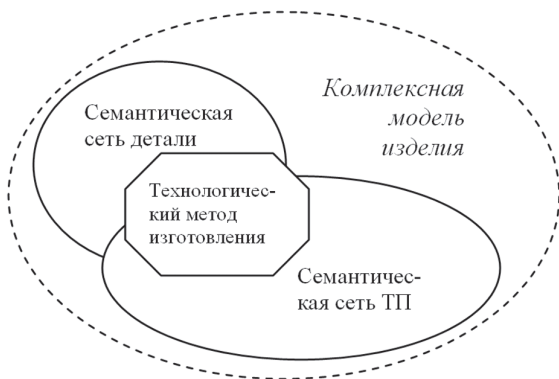 Комплексная
модель
изделия
Семантическая
сеть детали
Технологичес-
кий метод
изготовления
Семантичес-
кая сеть ТП